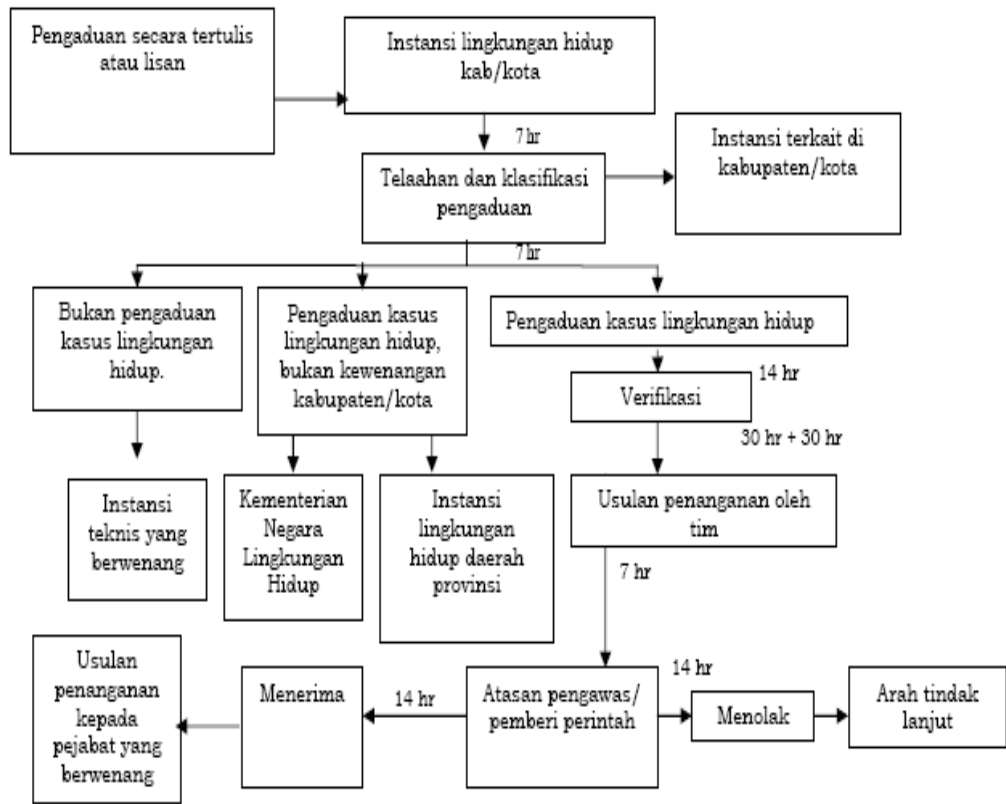 Pengaduan secara tertulis
atau lisan
Instansi lingkungan hidup
kab/kota
7 hr
Instansi terkait di
kabupaten/kota
Telaahan dan klasifikasi
pengaduan
7 hr
Bukan pengaduan
kasus lingkungan
hidup.
Pengaduan kasus
lingkungan hidup,
bukan kewenangan
kabupaten/kota
Pengaduan kasus lingkungan hidup
14 hr
Verifikasi
30 hr + 30 hr
Instansi
teknis yang
berwenang
Kementerian
Negara
Lingkungan
Hidup
Instansi
lingkungan
hidup daerah
provinsi
Usulan penanganan oleh
tim
7 hr
Usulan
penanganan
kepada
pejabat yang
berwenang
Menerima
14 hr
Atasan pengawas/
pemberi perintah
14 hr
Menolak
Arah tindak
lanjut